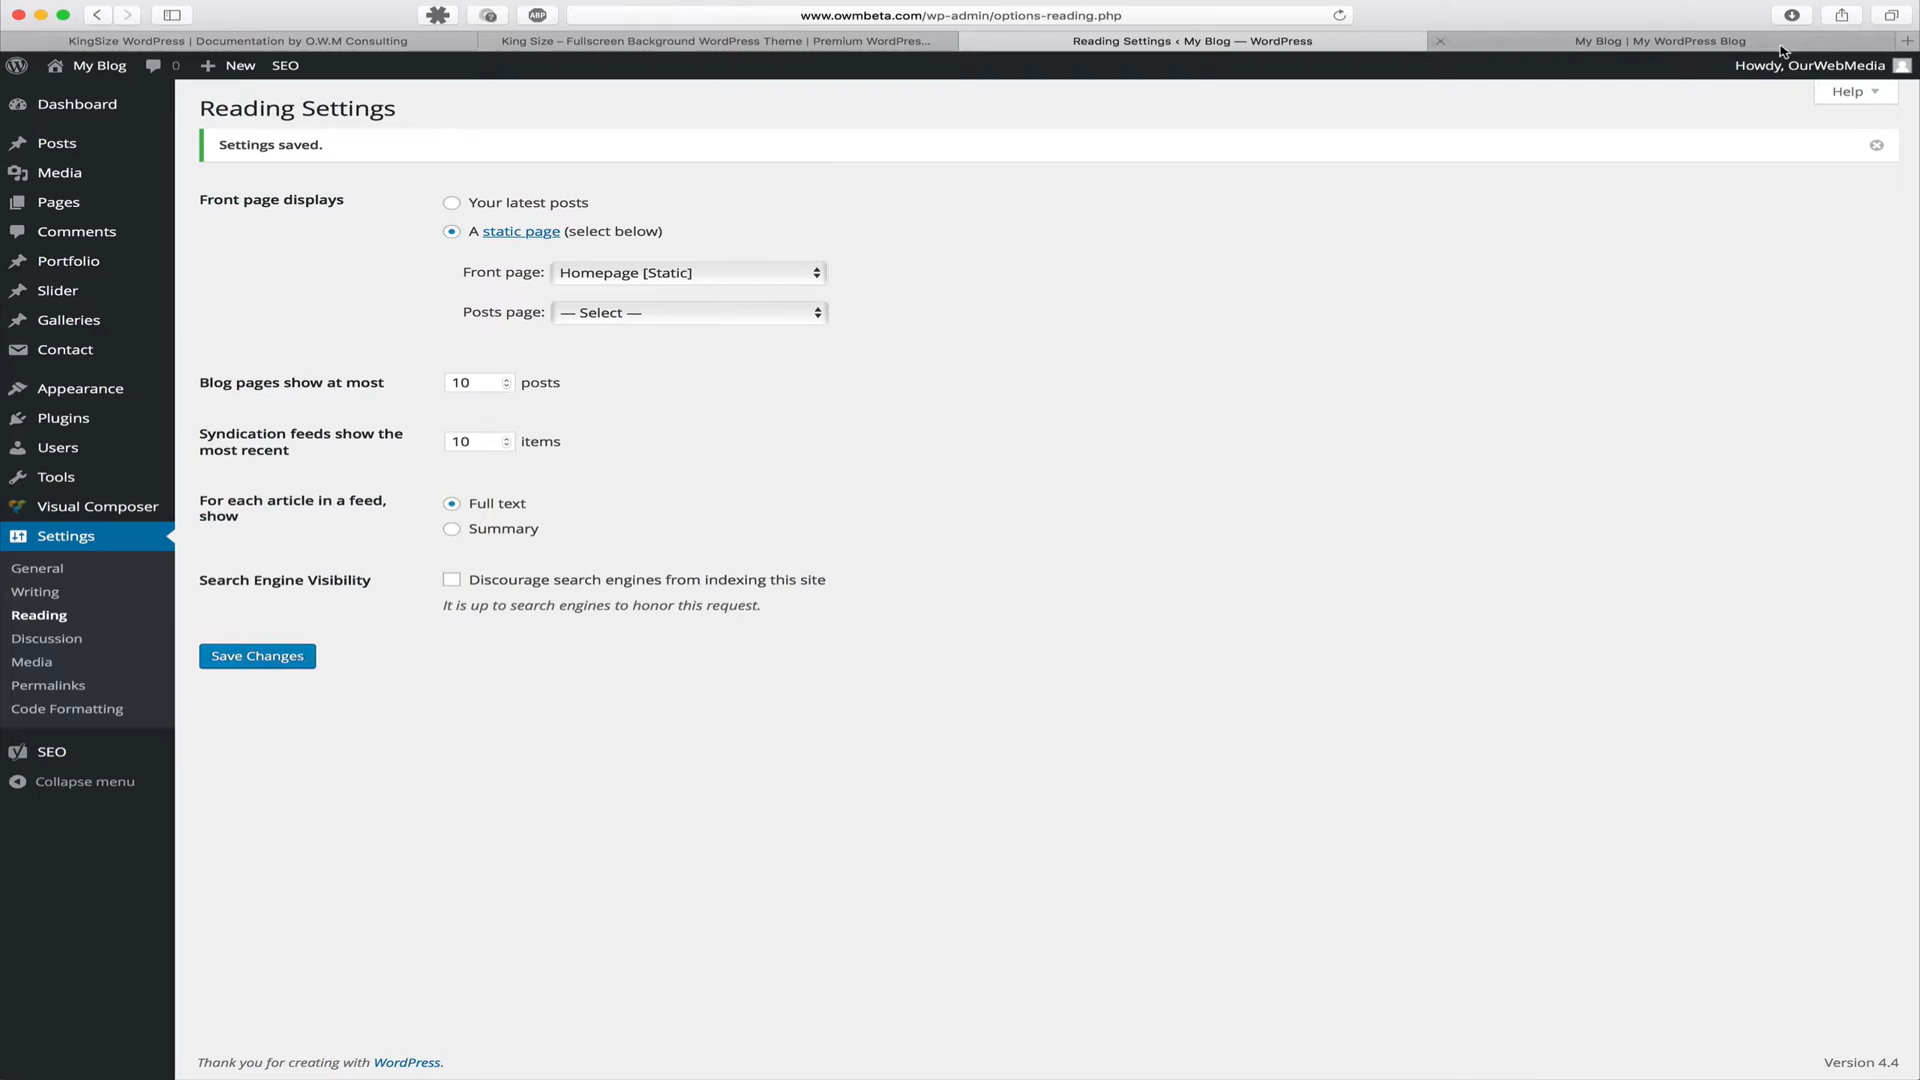 ABP
www.owmbeta.com/wp-admin/options-reading.php
KingSize WordPress | Documentation by O.W.M Consulting
King Size – Fullscreen Background WordPress Theme | Premium WordPres...
Reading Settings ‹ My Blog — WordPress
My Blog | My WordPress Blog
My Blog
0
New
SEO
Howdy, OurWebMedia
Help
Dashboard
Posts
Media
Pages
Comments
Portfolio
Slider
Galleries
Contact
Appearance
Plugins
Users
Tools
Visual Composer
Settings
General
Writing
Reading
Discussion
Media
Permalinks
Code Formatting
SEO
Collapse menu
Reading Settings
Settings saved.
Front page displays
Your latest posts
A static page (select below)
Front page: Homepage [Static]
Posts page: — Select —
Blog pages show at most
10 posts
Syndication feeds show the
most recent
10 items
For each article in a feed,
show
Full text
Summary
Search Engine Visibility
Discourage search engines from indexing this site
It is up to search engines to honor this request.
Save Changes
Thank you for creating with WordPress.
Version 4.4